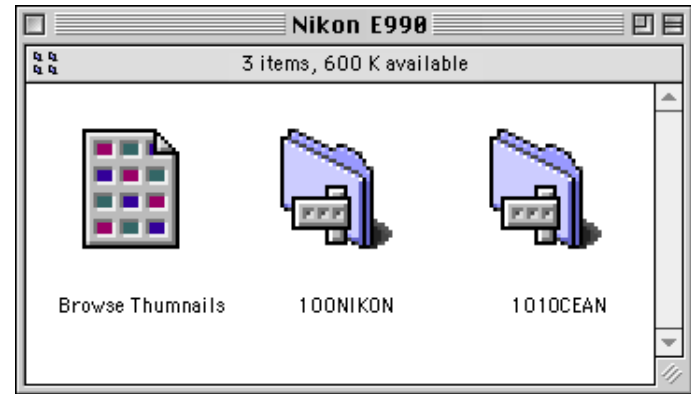 Nikon E990
3 items, 600 K available
Browse Thumnails
100NIKON
101OCEAN